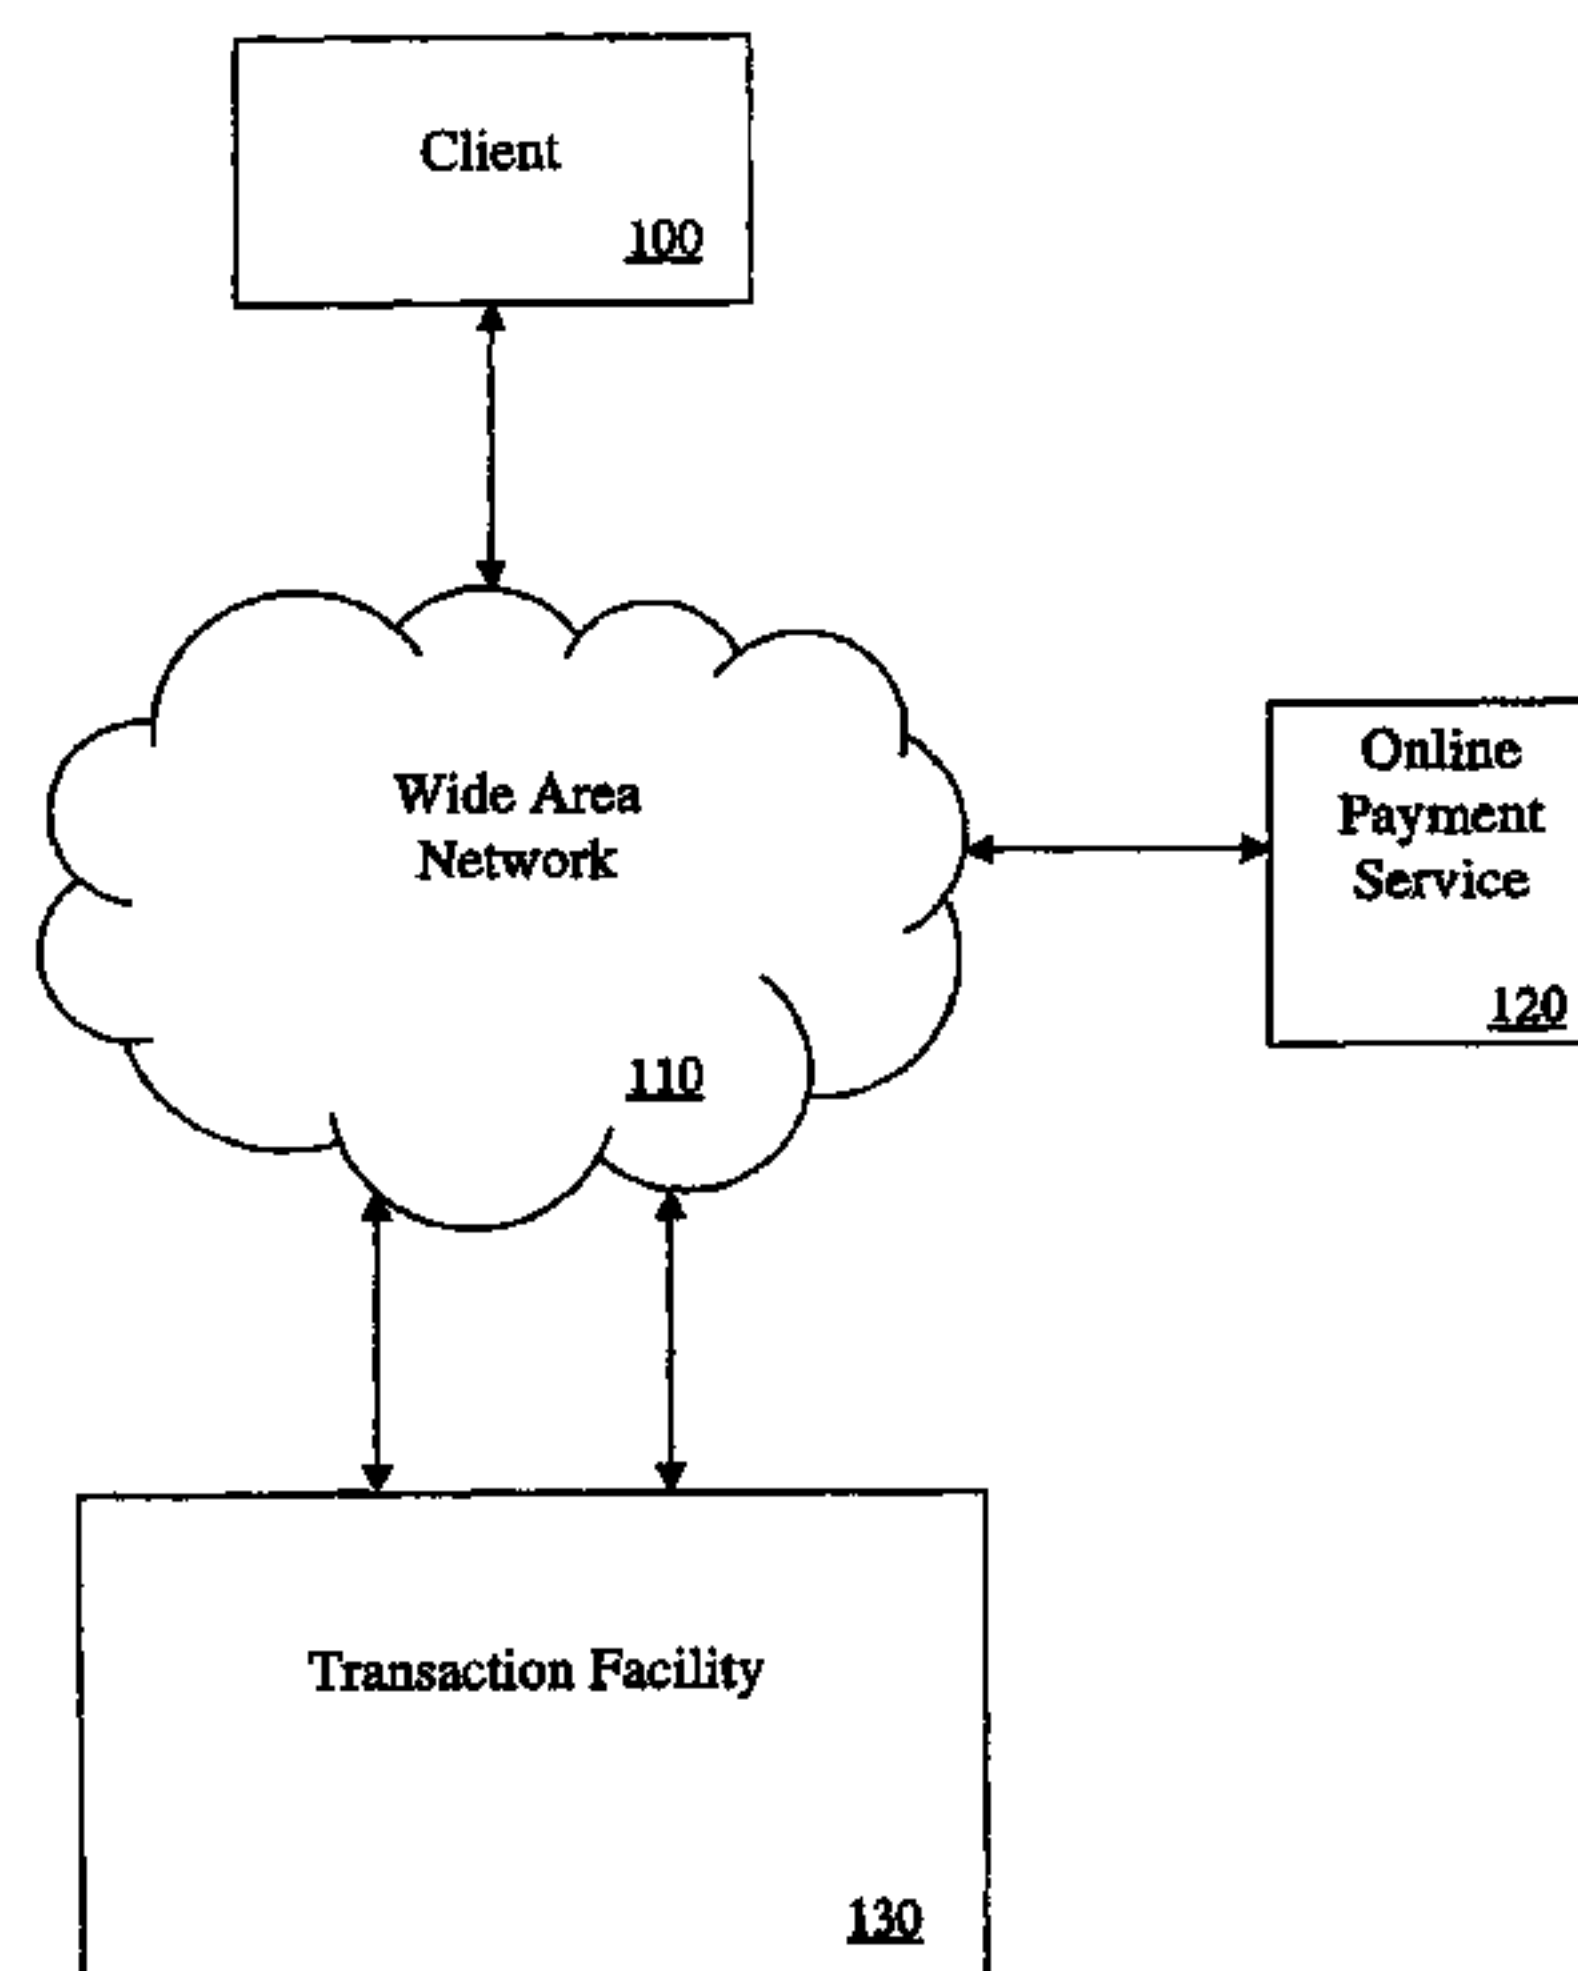 Client
100
Wide Area
Network
110
Online
Payment
Service
120
Transaction Facility
130